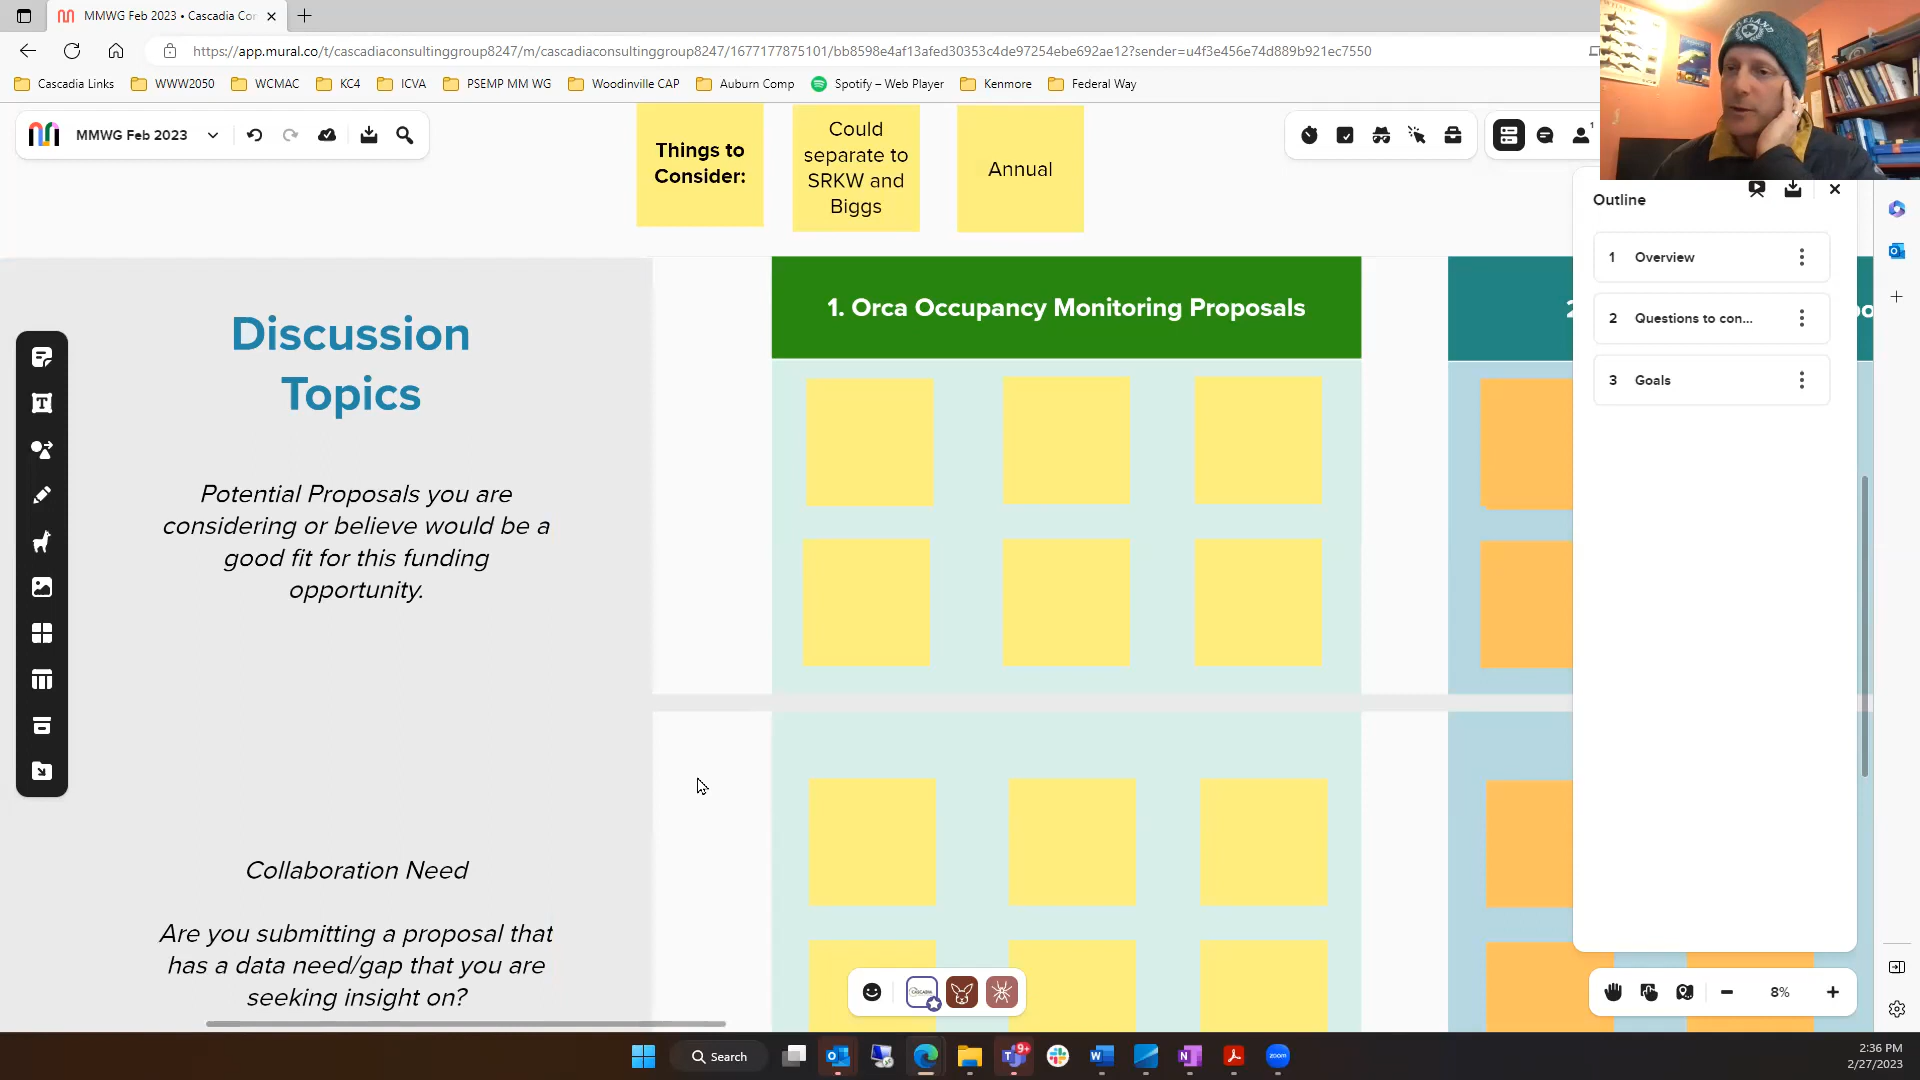 MMWG Feb 2023 • Cascadia Cor
https://app.mural.co/t/cascadiaconsultinggroup8247/m/cascadiaconsultinggroup8247/1677177875101/bb8598e4af13afed30353c4de97254ebe692ae12?sender=u4f3e456e74d889b921ec7550
Cascadia Links
WWW2050
WCMAC
KC4
ICVA
PSEMP MM WG
Woodinville CAP
Auburn Comp
Spotify – Web Player
Kenmore
Federal Way
MMWG Feb 2023
Things to
Consider:
Could
separate to
SRKW and
Biggs
Annual
1
Outline
1 Overview
2 Questions to con...
3 Goals
Discussion
Topics
Potential Proposals you are
considering or believe would be a
good fit for this funding
opportunity.
1. Orca Occupancy Monitoring Proposals
Collaboration Need
Are you submitting a proposal that
has a data need/gap that you are
seeking insight on?
CASCADIA
8%
Search
9+
zoom
2:36 PM
2/27/2023